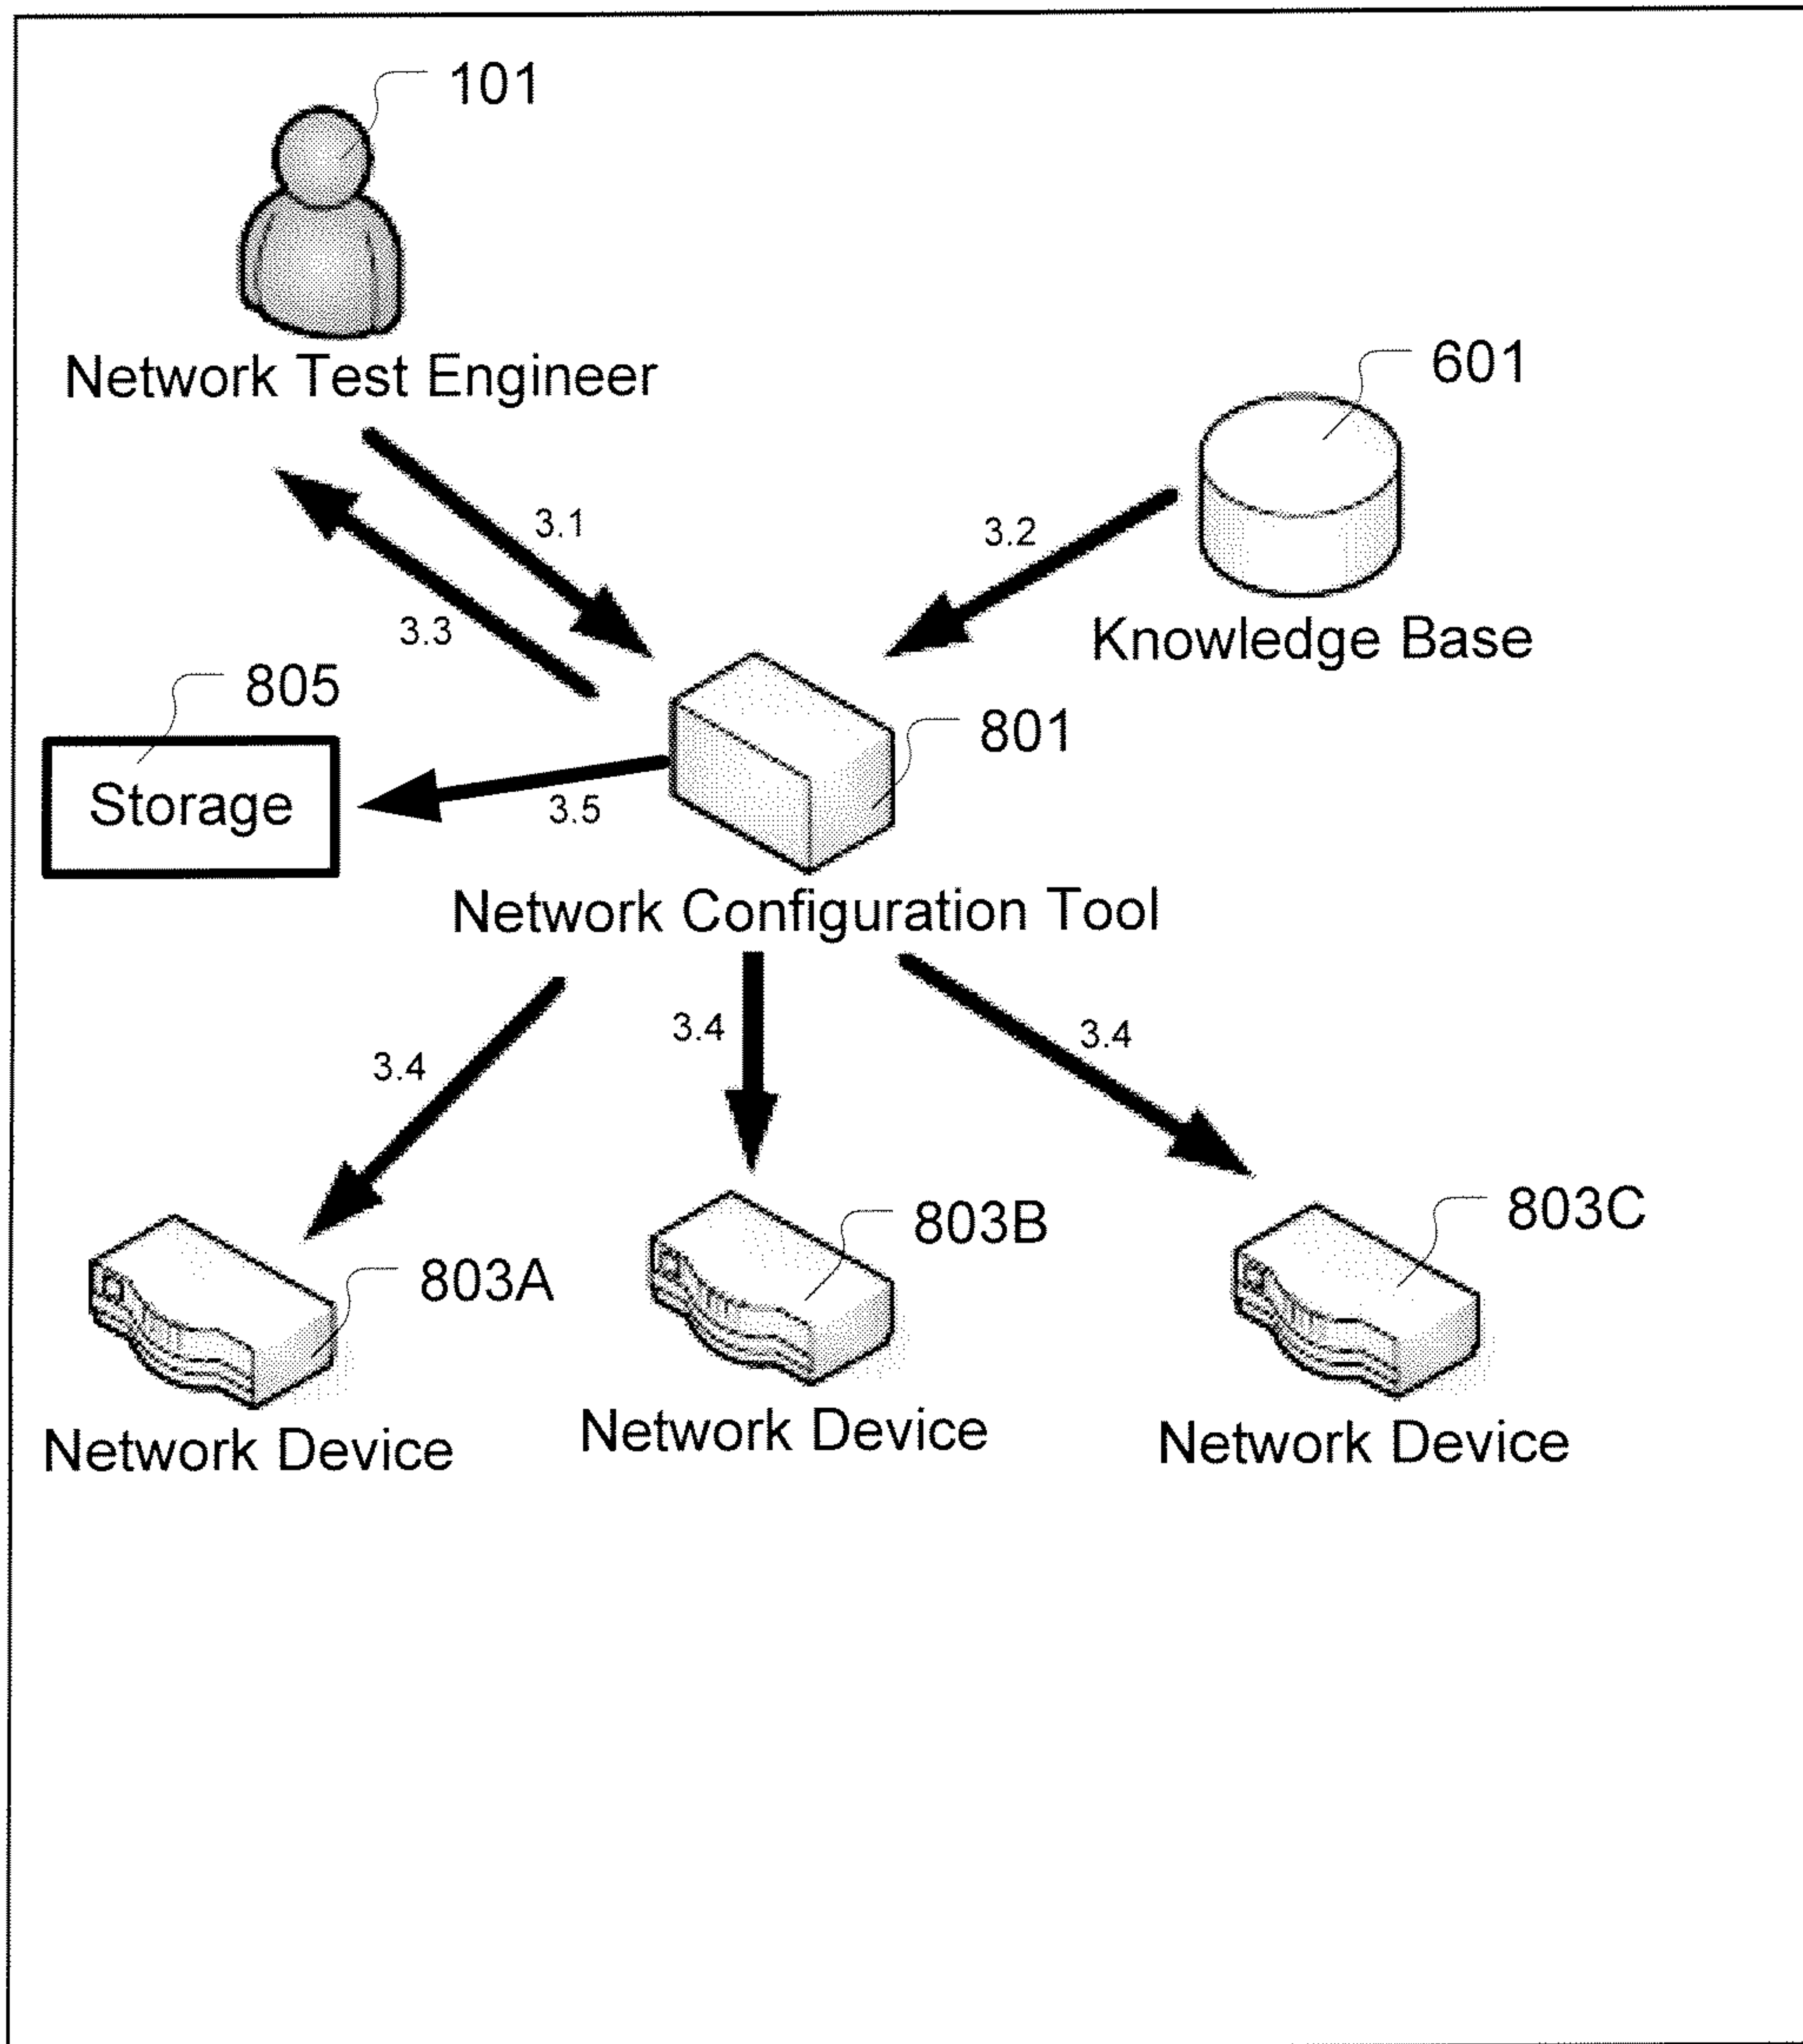 101
Network Test Engineer
601
3.1
3.2
3.3
Knowledge Base
805
801
Storage
3.5
Network Configuration Tool
3.4
3.4
3.4
803A
803B
803C
Network Device
Network Device
Network Device